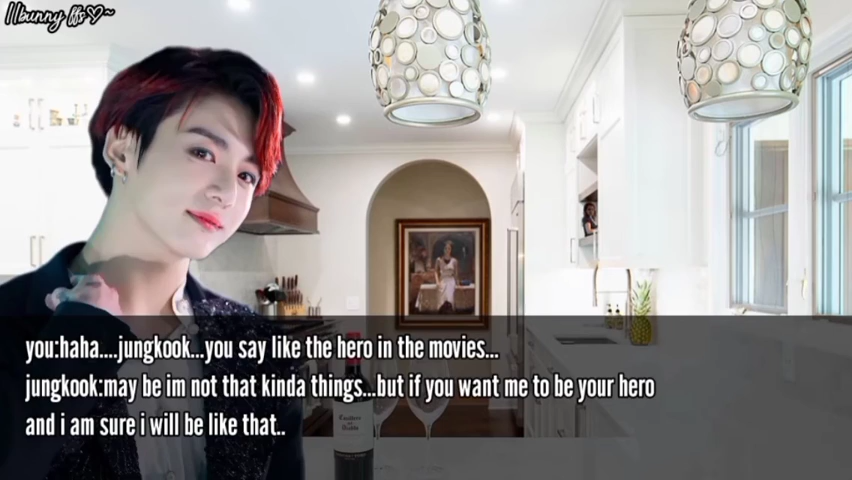 llbunny ffs♡~
you:haha....jungkook...you say like the hero in the movies...
jungkook:may be im not that kinda things...but if you want me to be your hero
and i am sure i will be like that..